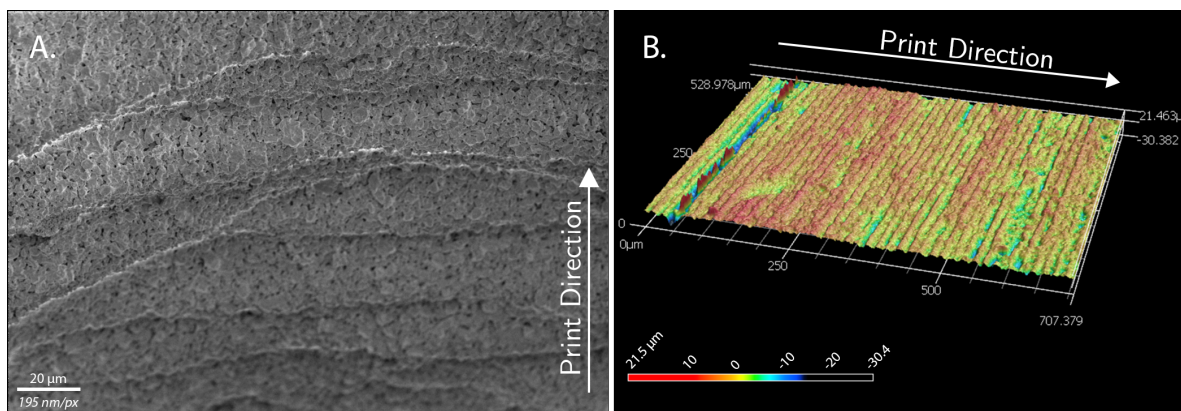 A.
Print Direction
20 µm
195 nm/px
B.
Print Direction
528.978µm
250
0
0µm
250
500
707.379
21.463µ
-30.382
21.5 µm
10
0
-10
-20
-30.4